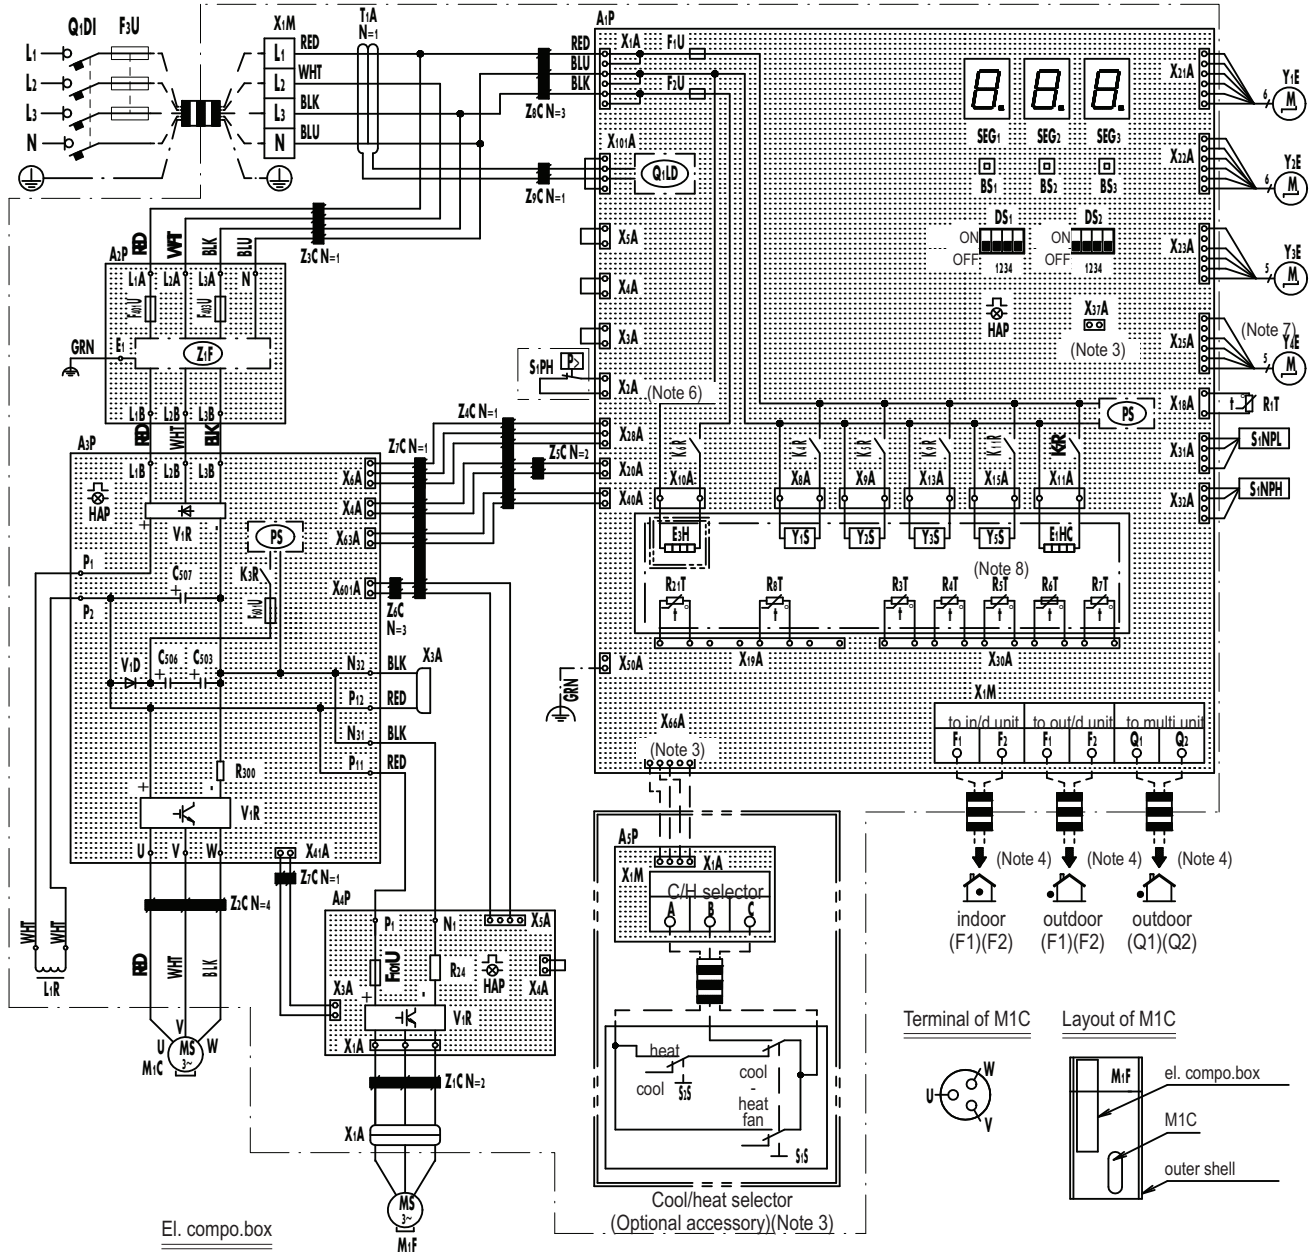 Q1DI F3U X1M T1A N=1 A1P
L1 L1 RED RED X1A F1U
L2 L2 WHT BLU
L3 L3 BLK BLK F2U
N N BLU Z8C N=3
X21A Y1E 6 M
SEG1 SEG2 SEG3
X101A Q1LD Z9C N=1
BS1 BS2 BS3 X22A Y2E 6 M
DS1 DS2
ON ON
OFF OFF
1234 1234
X23A Y3E 5 M
X5A
X4A
X3A
HAP X37A
(Note 3)
X25A (Note 7)
Y4E 5 M
RED WHT BLK BLU Z3C N=1
A2P L1A L2A L3A N
F401U F403U
GRN E1 Z1F
L1B L2B L3B
RED WHT BLK
S1PH P> X2A (Note 6)
PS X18A t R1T
Z4C N=1 X28A
Z7C N=1 Z5C N=2 X20A
X40A
X31A S1NPL
X32A S1NPH
K4R K9R K11R
X10A X8A X9A X13A X15A X11A
E3H Y1S Y2S Y3S Y5S E1HC
(Note 8)
R21T R8T R3T R4T R5T R6T R7T
t t t t t t t
X19A X30A
A3P L1B L2B L3B
HAP V1R PS
X6A
X4A
X63A
X601A Z6C N=3
P1 K3R
P2 C507 F601U
V1D C506 C503
N32 BLK X3A
P12 RED
N31 BLK
P11 RED
R300
V1R
U V W X41A
Z7C N=1
Z2C N=4
WHT WHT
L1R
RED WHT BLK
U V W
M1C MS 3~
GRN X50A
X66A
(Note 3)
X1M
to in/d unit to out/d unit to multi unit
F1 F2 F1 F2 Q1 Q2
(Note 4) (Note 4) (Note 4)
indoor outdoor outdoor
(F1)(F2) (F1)(F2) (Q1)(Q2)
A4P P1 N1 X5A
F101U R24 HAP X4A
X3A
V1R
X1A
Z1C N=2
X1A
MS 3~
M1F
A5P
X1A
X1M
C/H selector
A B C
heat
cool S2S
cool
-
heat
fan
S1S
Cool/heat selector
(Optional accessory)(Note 3)
Terminal of M1C
U W V
Layout of M1C
M1F
el. compo.box
M1C
outer shell
El. compo.box